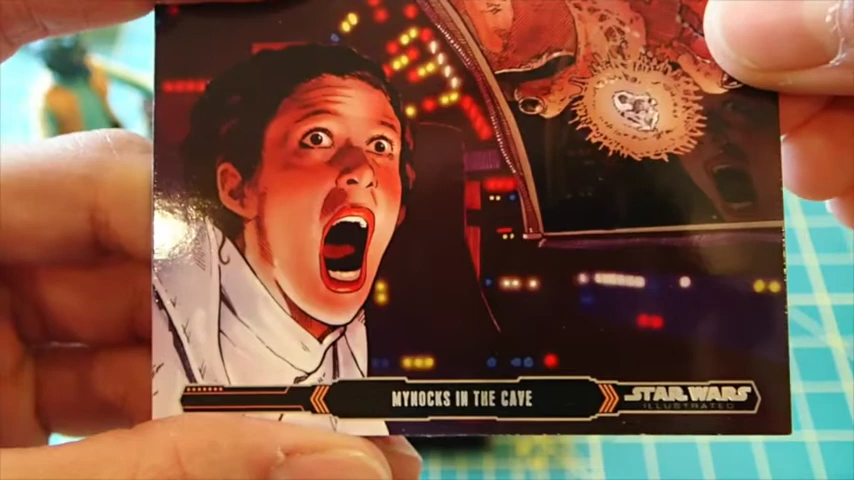 MYNOCKS IN THE CAVE
STAR WARS
ILLUSTRATED